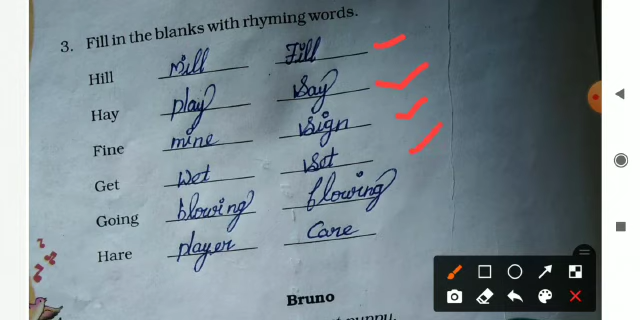 3. Fill in the blanks with rhyming words.
Hill mill Fill
Hay play Say
Fine mine Sign
Get Wet Set
Going blowing flowing
Hare player Care
Bruno